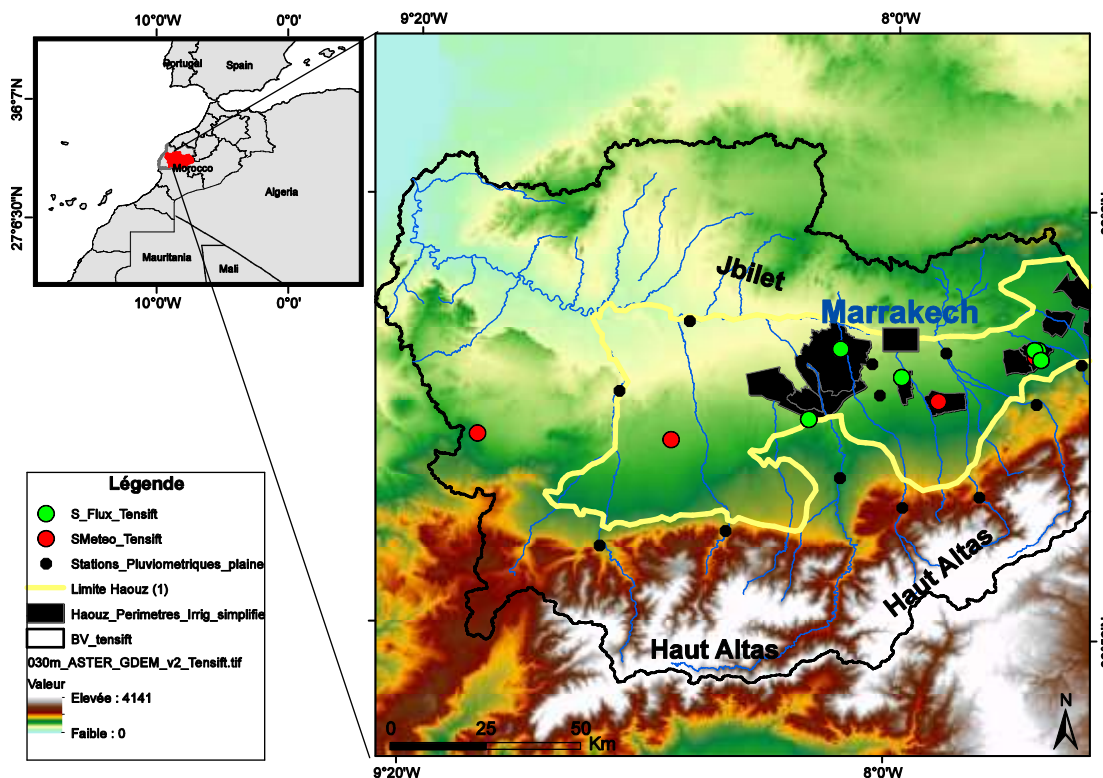 10°0'W 0°0'
9°20'W 8°0'W
Portugal Spain
36°7'N
Morocco
Algeria
27°8'30"N
Mauritania
Mali
10°0'W 0°0'
Jbilet
Marrakech
Légende
S_Flux_Tensift
SMeteo_Tensift
Stations_Pluviometriques_plaine
Limite Haouz (1)
Haouz_Perimetres_Irrig_simplifie
BV_tensift
030m_ASTER_GDEM_v2_Tensift.tif
Valeur
Elevée : 4141
Faible : 0
Haut Altas
Haut Altas
N
0 25 50
Km
9°20'W 8°0'W